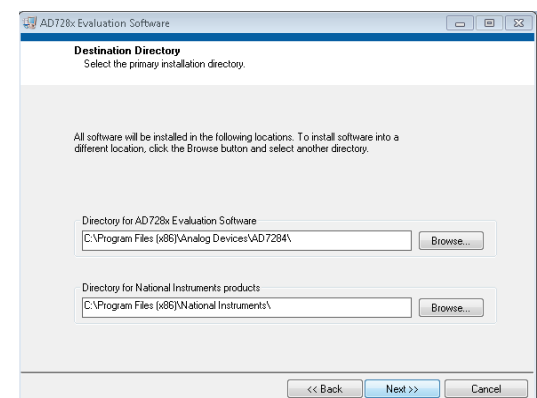 AD728x Evaluation Software
Destination Directory
Select the primary installation directory.
All software will be installed in the following locations. To install software into a
different location, click the Browse button and select another directory.
Directory for AD728x Evaluation Software
C:\Program Files (x86)\Analog Devices\AD7284\
Browse...
Directory for National Instruments products
C:\Program Files (x86)\National Instruments\
Browse...
<< Back
Next >>
Cancel